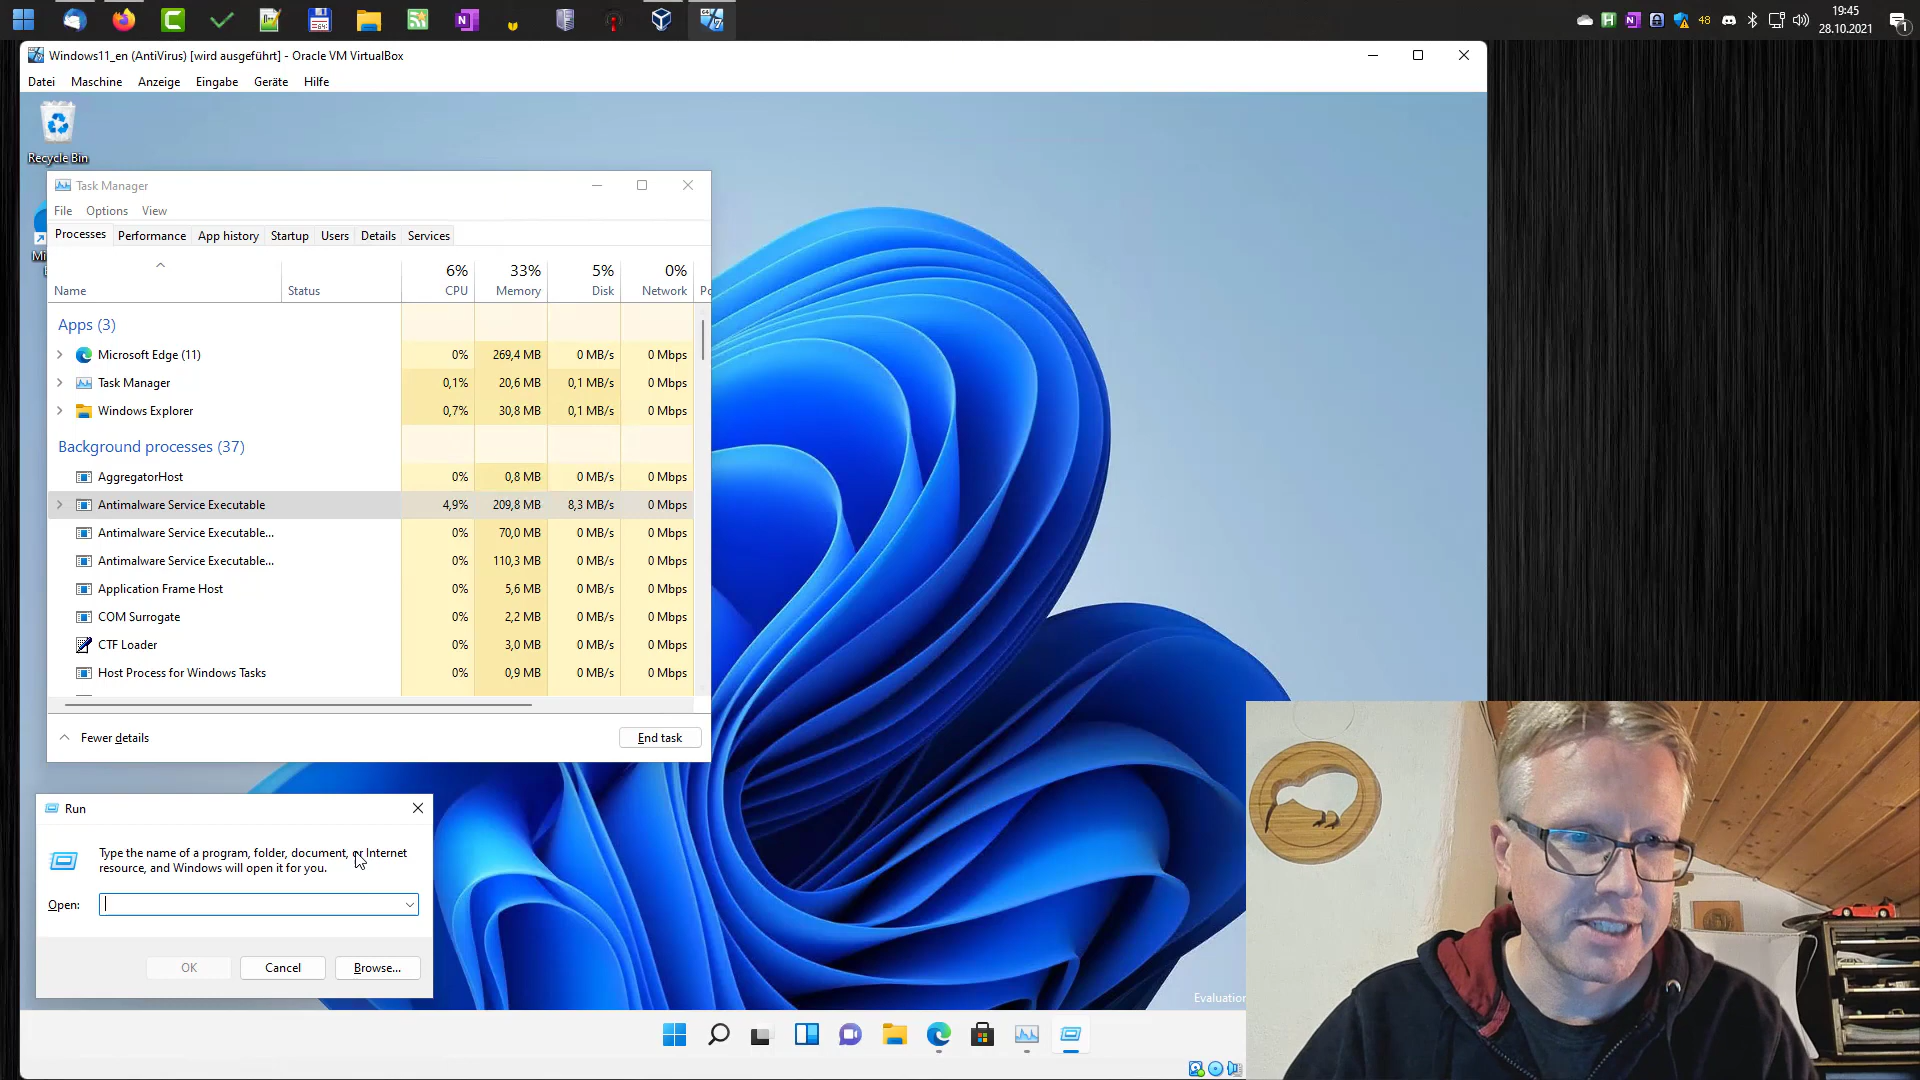 19:45
48
28.10.2021
1
Windows11_en (AntiVirus) [wird ausgeführt] - Oracle VM VirtualBox
Datei Maschine Anzeige Eingabe Geräte Hilfe
Recycle Bin
Task Manager
File Options View
Processes Performance App history Startup Users Details Services
6% 33% 5% 0%
Name Status CPU Memory Disk Network Po
Apps (3)
Microsoft Edge (11) 0% 269,4 MB 0 MB/s 0 Mbps
Task Manager 0,1% 20,6 MB 0,1 MB/s 0 Mbps
Windows Explorer 0,7% 30,8 MB 0,1 MB/s 0 Mbps
Background processes (37)
AggregatorHost 0% 0,8 MB 0 MB/s 0 Mbps
Antimalware Service Executable 4,9% 209,8 MB 8,3 MB/s 0 Mbps
Antimalware Service Executable... 0% 70,0 MB 0 MB/s 0 Mbps
Antimalware Service Executable... 0% 110,3 MB 0 MB/s 0 Mbps
Application Frame Host 0% 5,6 MB 0 MB/s 0 Mbps
COM Surrogate 0% 2,2 MB 0 MB/s 0 Mbps
CTF Loader 0% 3,0 MB 0 MB/s 0 Mbps
Host Process for Windows Tasks 0% 0,9 MB 0 MB/s 0 Mbps
Fewer details End task
Run
Type the name of a program, folder, document, or Internet
resource, and Windows will open it for you.
Open:
OK Cancel Browse...
Evaluation